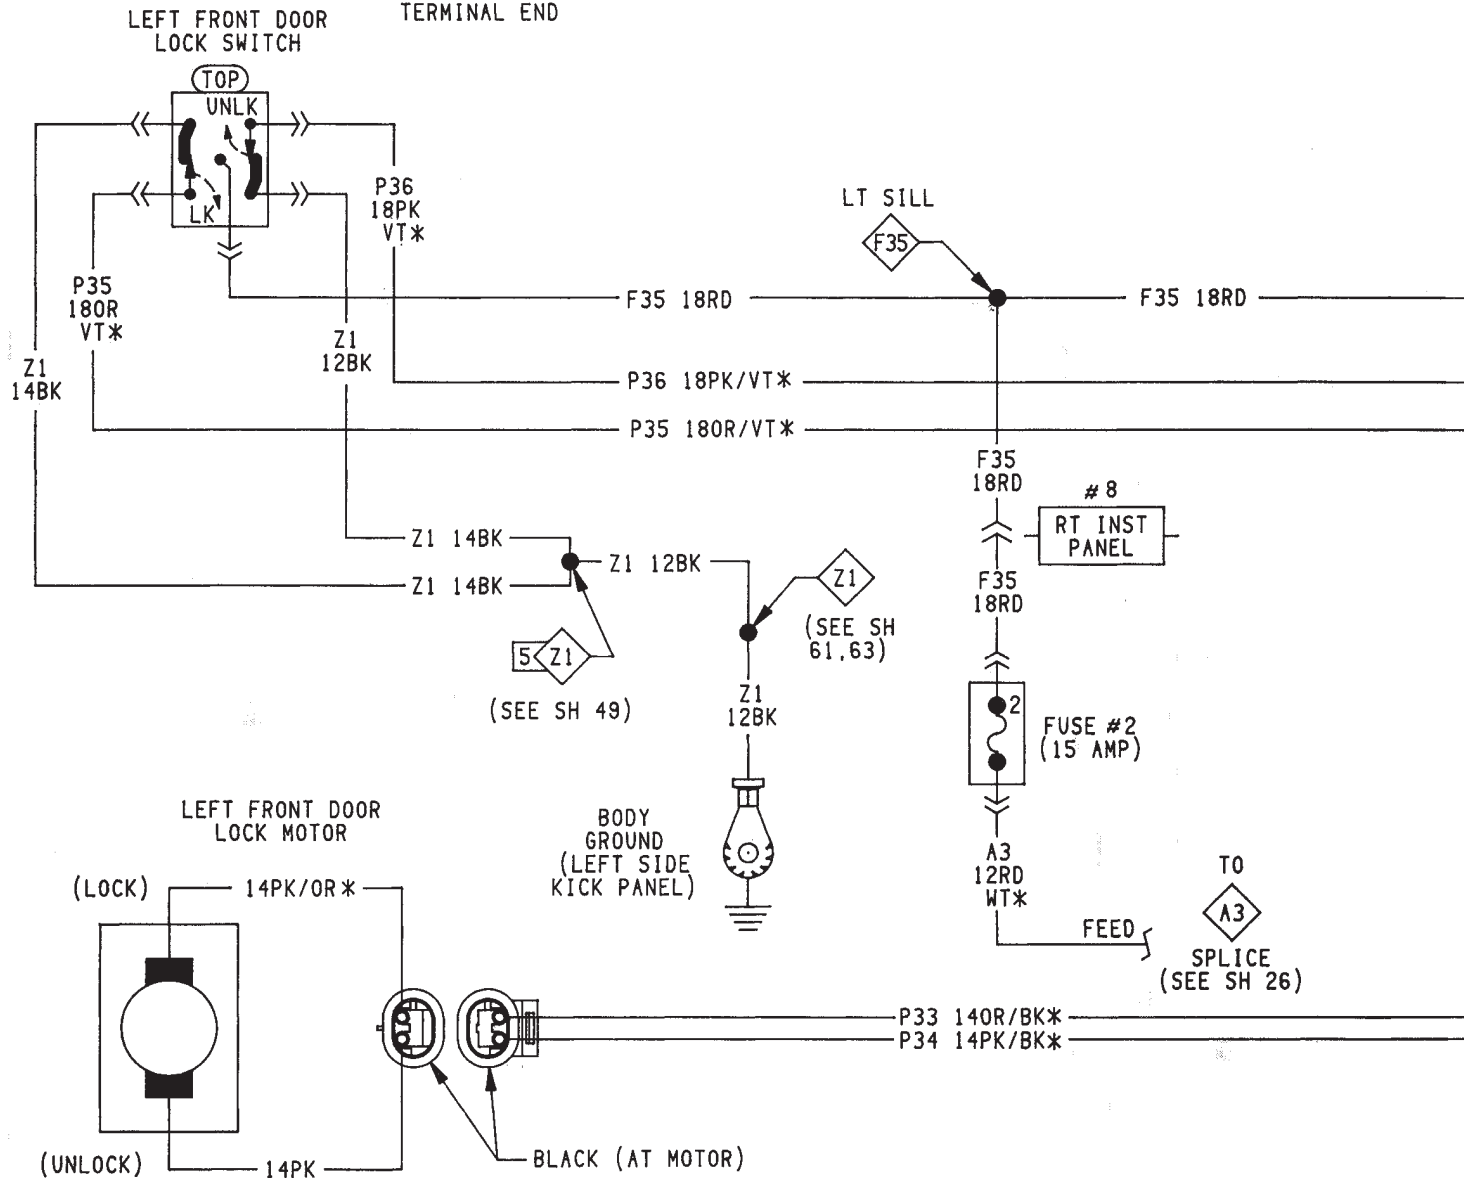 TERMINAL END
LEFT FRONT DOOR
LOCK SWITCH
TOP
UNLK
LK
P36
18PK
VT*
P35
18OR
VT*
Z1
14BK
Z1
12BK
LT SILL
F35
F35 18RD
F35 18RD
P36 18PK/VT*
P35 18OR/VT*
F35
18RD
#8
RT INST
PANEL
F35
18RD
Z1 14BK
Z1 12BK
Z1 14BK
Z1
(SEE SH
61,63)
5
Z1
(SEE SH 49)
Z1
12BK
2
FUSE #2
(15 AMP)
BODY
GROUND
(LEFT SIDE
KICK PANEL)
A3
12RD
WT*
FEED
TO
A3
SPLICE
(SEE SH 26)
LEFT FRONT DOOR
LOCK MOTOR
(LOCK)
14PK/OR*
P33 14OR/BK*
P34 14PK/BK*
BLACK (AT MOTOR)
(UNLOCK)
14PK